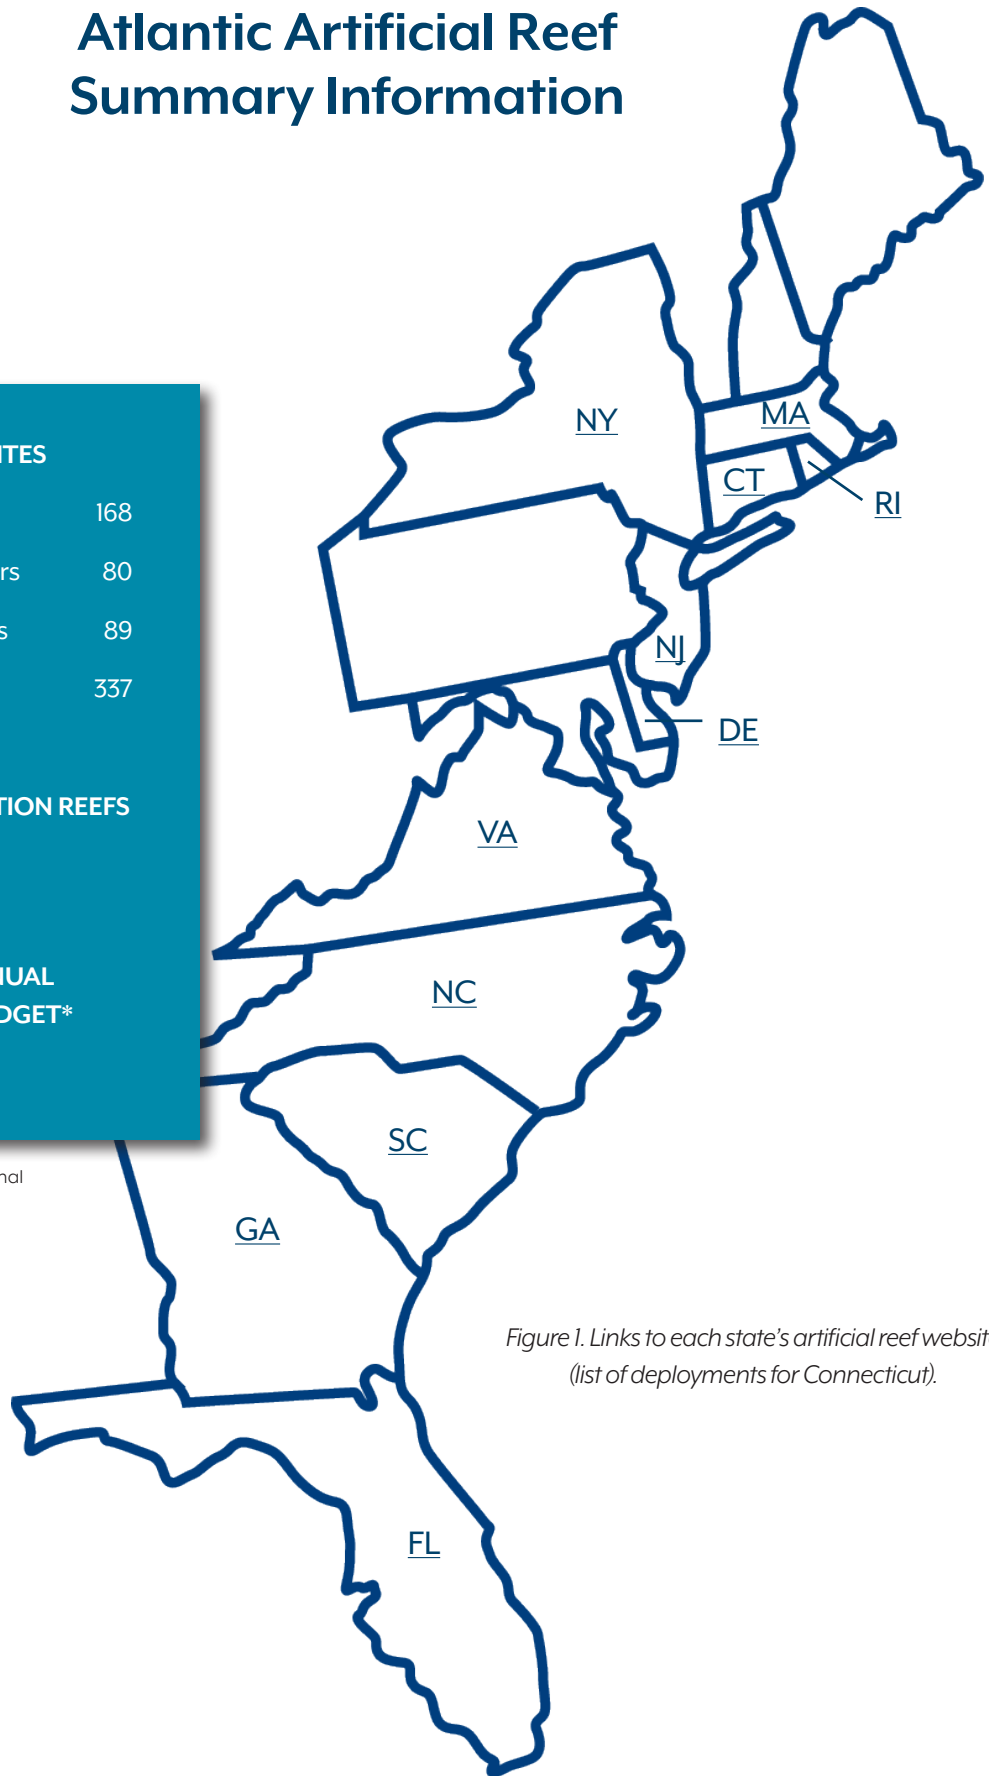 Atlantic Artificial Reef
Summary Information
ITES
168
rs 80
s 89
337
TION REEFS
NUAL
DGET*
nal
NY
MA
CT
RI
NJ
DE
VA
NC
SC
GA
FL
Figure 1. Links to each state's artificial reef websit
(list of deployments for Connecticut).